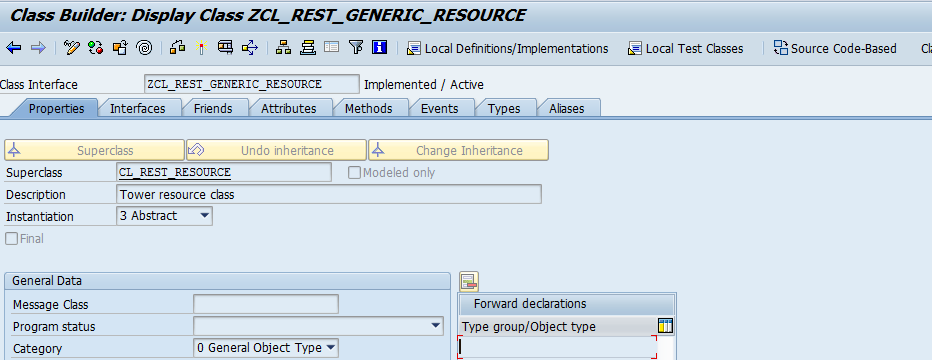 Class Builder: Display Class ZCL_REST_GENERIC_RESOURCE
Local Definitions/Implementations Local Test Classes Source Code-Based Cl
Class Interface ZCL_REST_GENERIC_RESOURCE Implemented / Active
Properties Interfaces Friends Attributes Methods Events Types Aliases
Superclass Undo inheritance Change Inheritance
Superclass CL_REST_RESOURCE Modeled only
Description Tower resource class
Instantiation 3 Abstract
Final
General Data
Forward declarations
Message Class
Program status Type group/Object type
Category 0 General Object Type